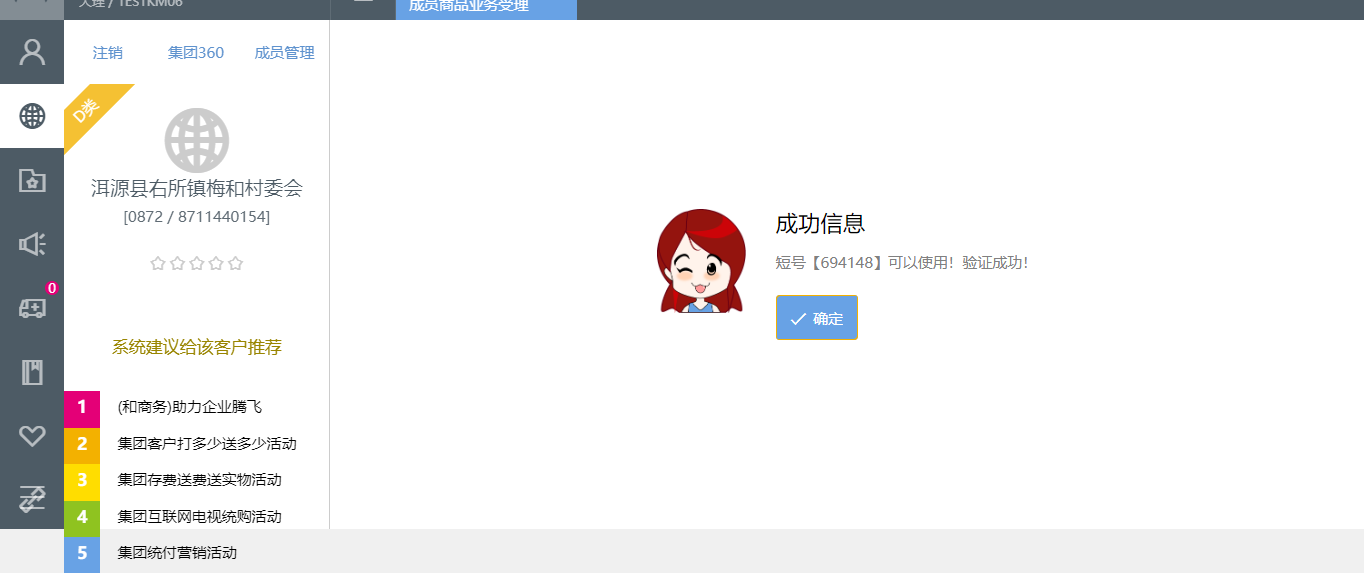 大理 / TESTKM06
成员商品业务受理
注销 集团360 成员管理
D类
洱源县右所镇梅和村委会
[0872 / 8711440154]
0
系统建议给该客户推荐
1 (和商务)助力企业腾飞
2 集团客户打多少送多少活动
3 集团存费送费送实物活动
4 集团互联网电视统购活动
5 集团统付营销活动
成功信息
短号【694148】可以使用！验证成功！
确定